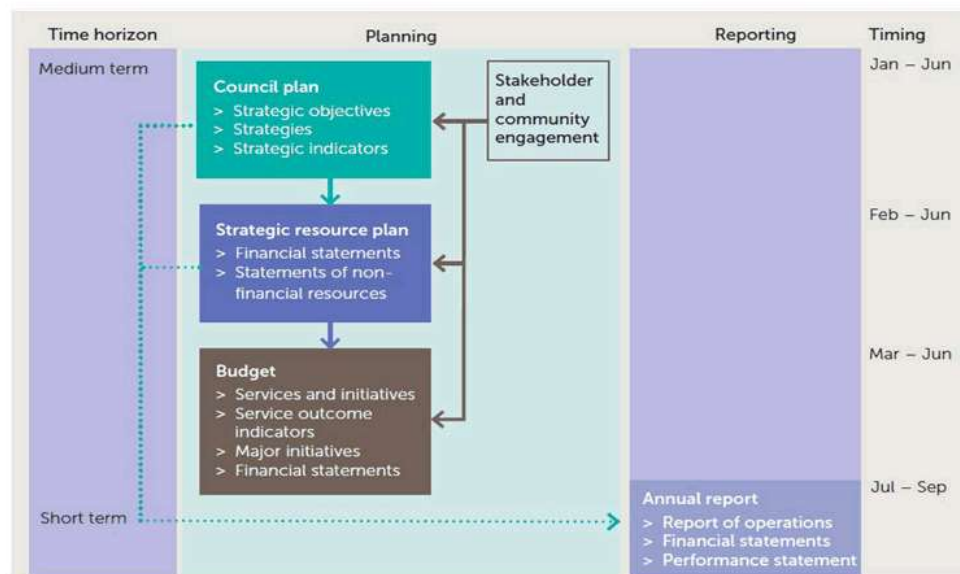 Time horizon
Planning
Reporting
Timing
Medium term
Jan – Jun
Council plan
> Strategic objectives
> Strategies
> Strategic indicators
Stakeholder
and
community
engagement
Feb – Jun
Strategic resource plan
> Financial statements
> Statements of non-
financial resources
Mar – Jun
Budget
> Services and initiatives
> Service outcome
indicators
> Major initiatives
> Financial statements
Jul – Sep
Short term
Annual report
> Report of operations
> Financial statements
> Performance statement